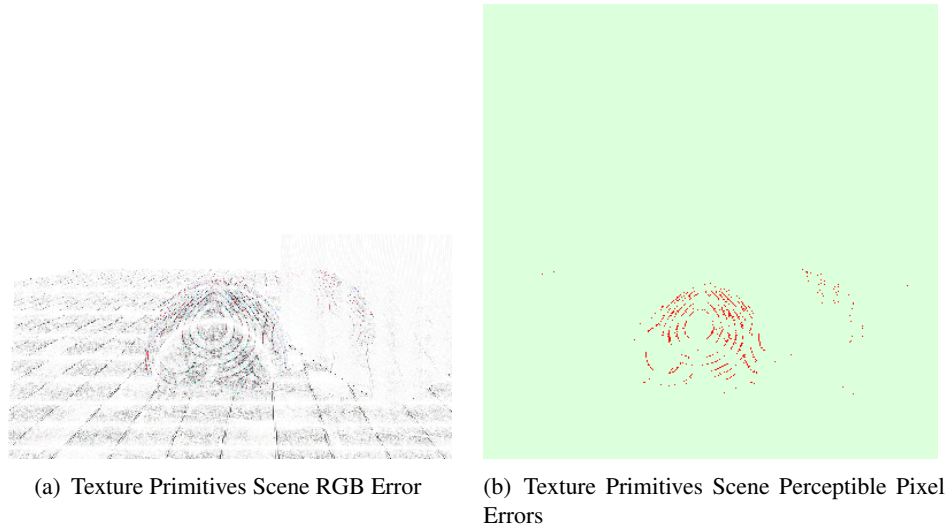 (a) Texture Primitives Scene RGB Error
(b) Texture Primitives Scene Perceptible Pixel
Errors